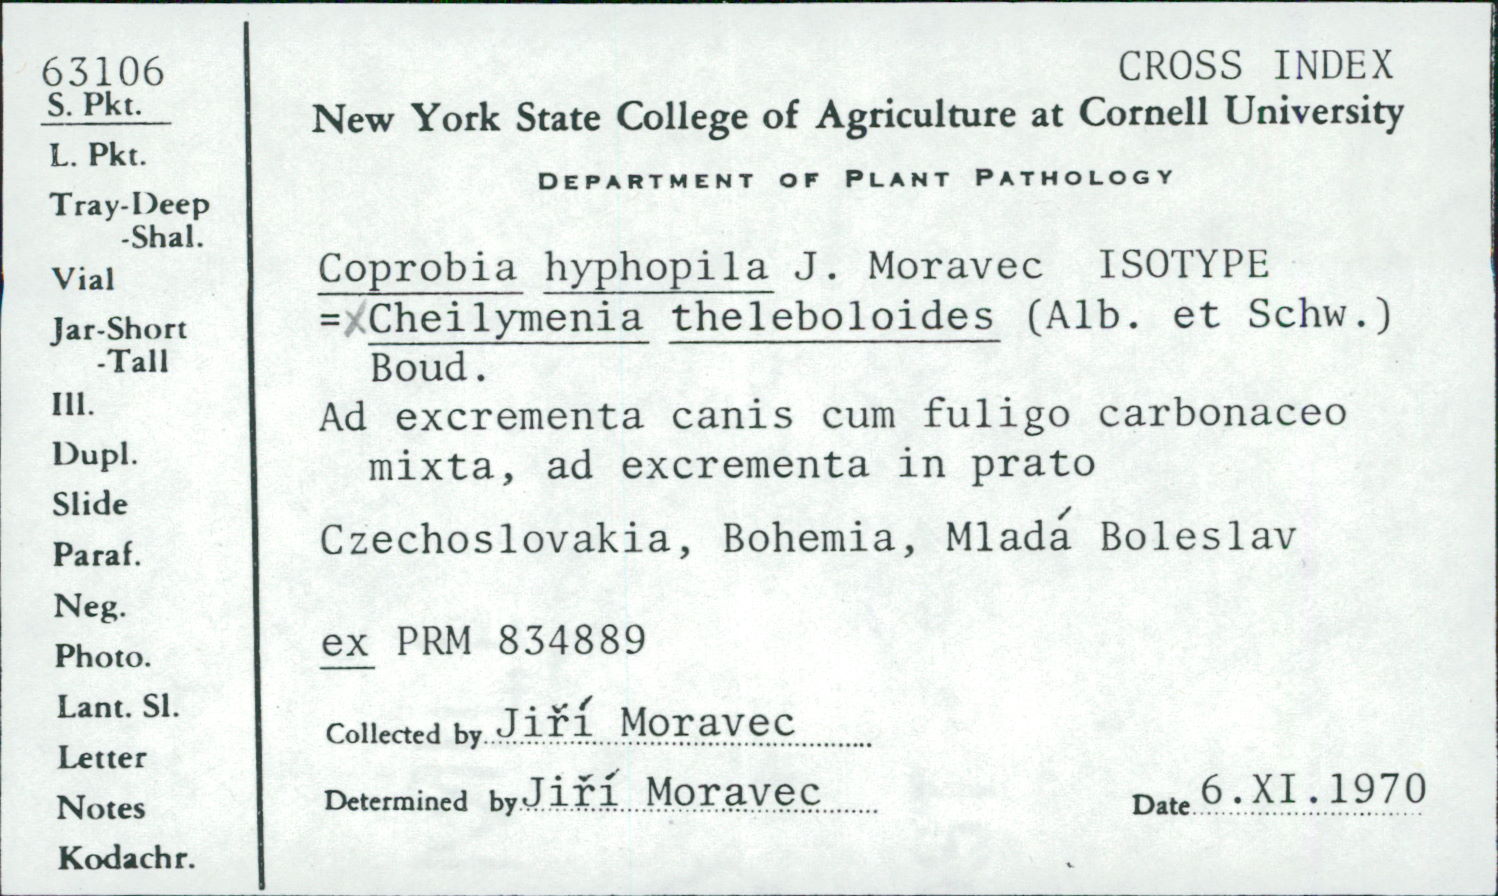 63106
S. Pkt.
L. Pkt.
Tray-Deep
-Shal.
Vial
Jar-Short
-Tall
Ill.
Dupl.
Slide
Paraf.
Neg.
Photo.
Lant. Sl.
Letter
Notes
Kodachr.
CROSS INDEX
New York State College of Agriculture at Cornell University
DEPARTMENT OF PLANT PATHOLOGY
Coprobia hyphopila J. Moravec ISOTYPE
=xCheilymenia theleboloides (Alb. et Schw.)
Boud.
Ad excrementa canis cum fuligo carbonaceo
mixta, ad excrementa in prato
Czechoslovakia, Bohemia, Mladá Boleslav
ex PRM 834889
Collected by Jiří Moravec
Determined by Jiří Moravec
Date 6.XI.1970